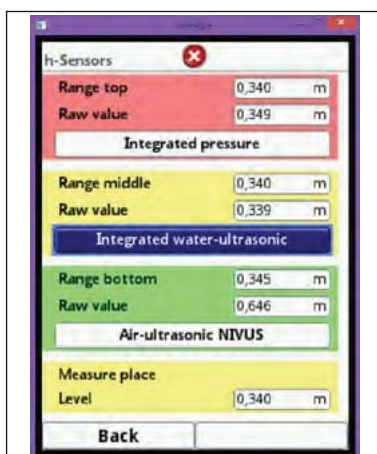 h-Sensors
Range top 0,340 m
Raw value 0,349 m
Integrated pressure
Range middle 0,340 m
Raw value 0,339 m
Integrated water-ultrasonic
Range bottom 0,345 m
Raw value 0,646 m
Air-ultrasonic NIVUS
Measure place
Level 0,340 m
Back